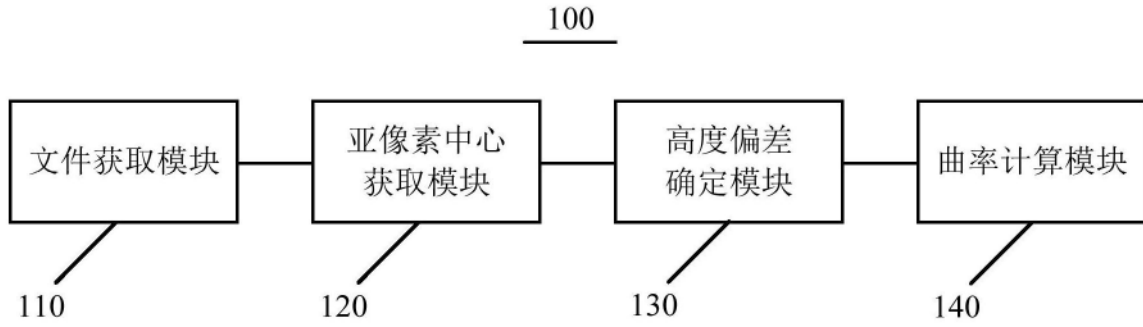 100
文件获取模块
亚像素中心
获取模块
高度偏差
确定模块
曲率计算模块
110
120
130
140